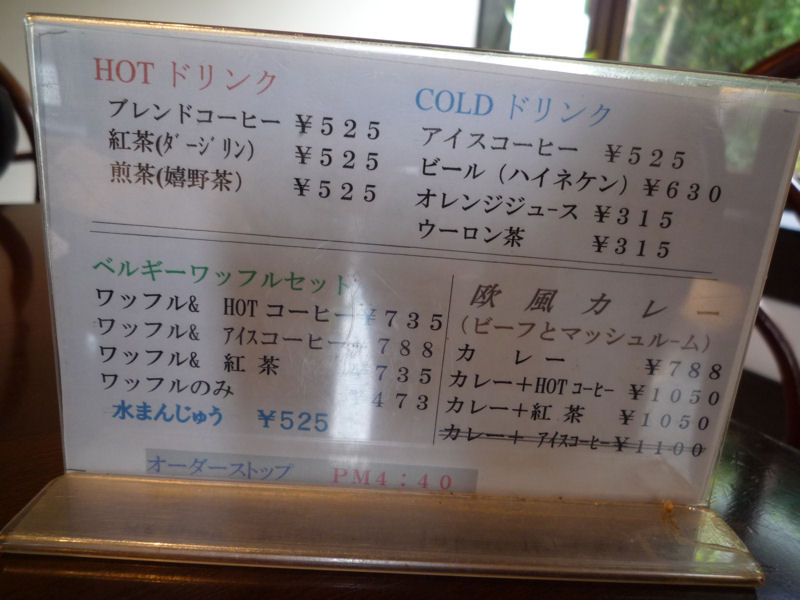 HOT ドリンク
ブレンドコーヒー ￥525
紅茶(ﾀﾞｰｼﾞﾘﾝ) ￥525
煎茶(嬉野茶) ￥525
COLD ドリンク
アイスコーヒー ￥525
ビール（ハイネケン）￥630
オレンジジュース ￥315
ウーロン茶 ￥315
ベルギーワッフルセット
ワッフル& HOTコーヒー ￥735
ワッフル& ｱｲｽコーヒー ￥788
ワッフル& 紅茶 ￥735
ワッフルのみ ￥473
水まんじゅう ￥525
欧風カレー
（ビーフとマッシュルーム）
カレー ￥788
カレー＋HOTｺｰﾋｰ ￥1050
カレー＋紅茶 ￥1050
カレー＋ ｱｲｽｺｰﾋｰ￥1100
オーダーストップ PM4：40